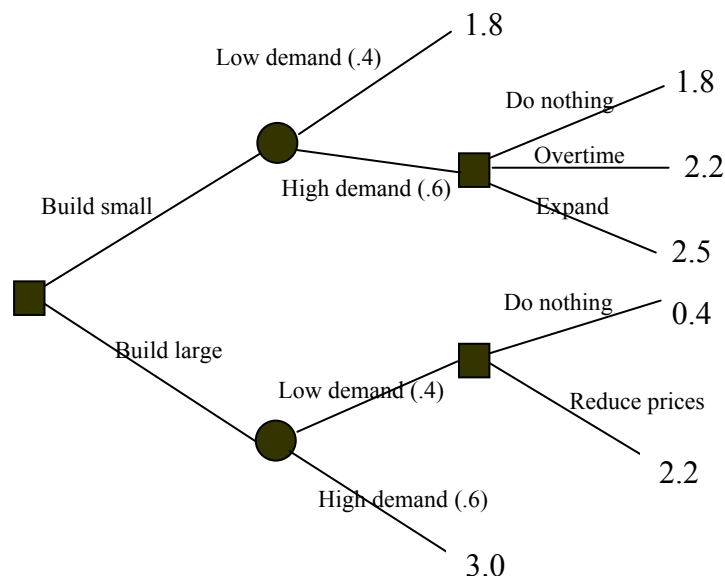 Low demand (.4)
1.8
Do nothing
1.8
Overtime
2.2
High demand (.6)
Build small
Expand
2.5
Do nothing
0.4
Build large
Low demand (.4)
Reduce prices
2.2
High demand (.6)
3.0